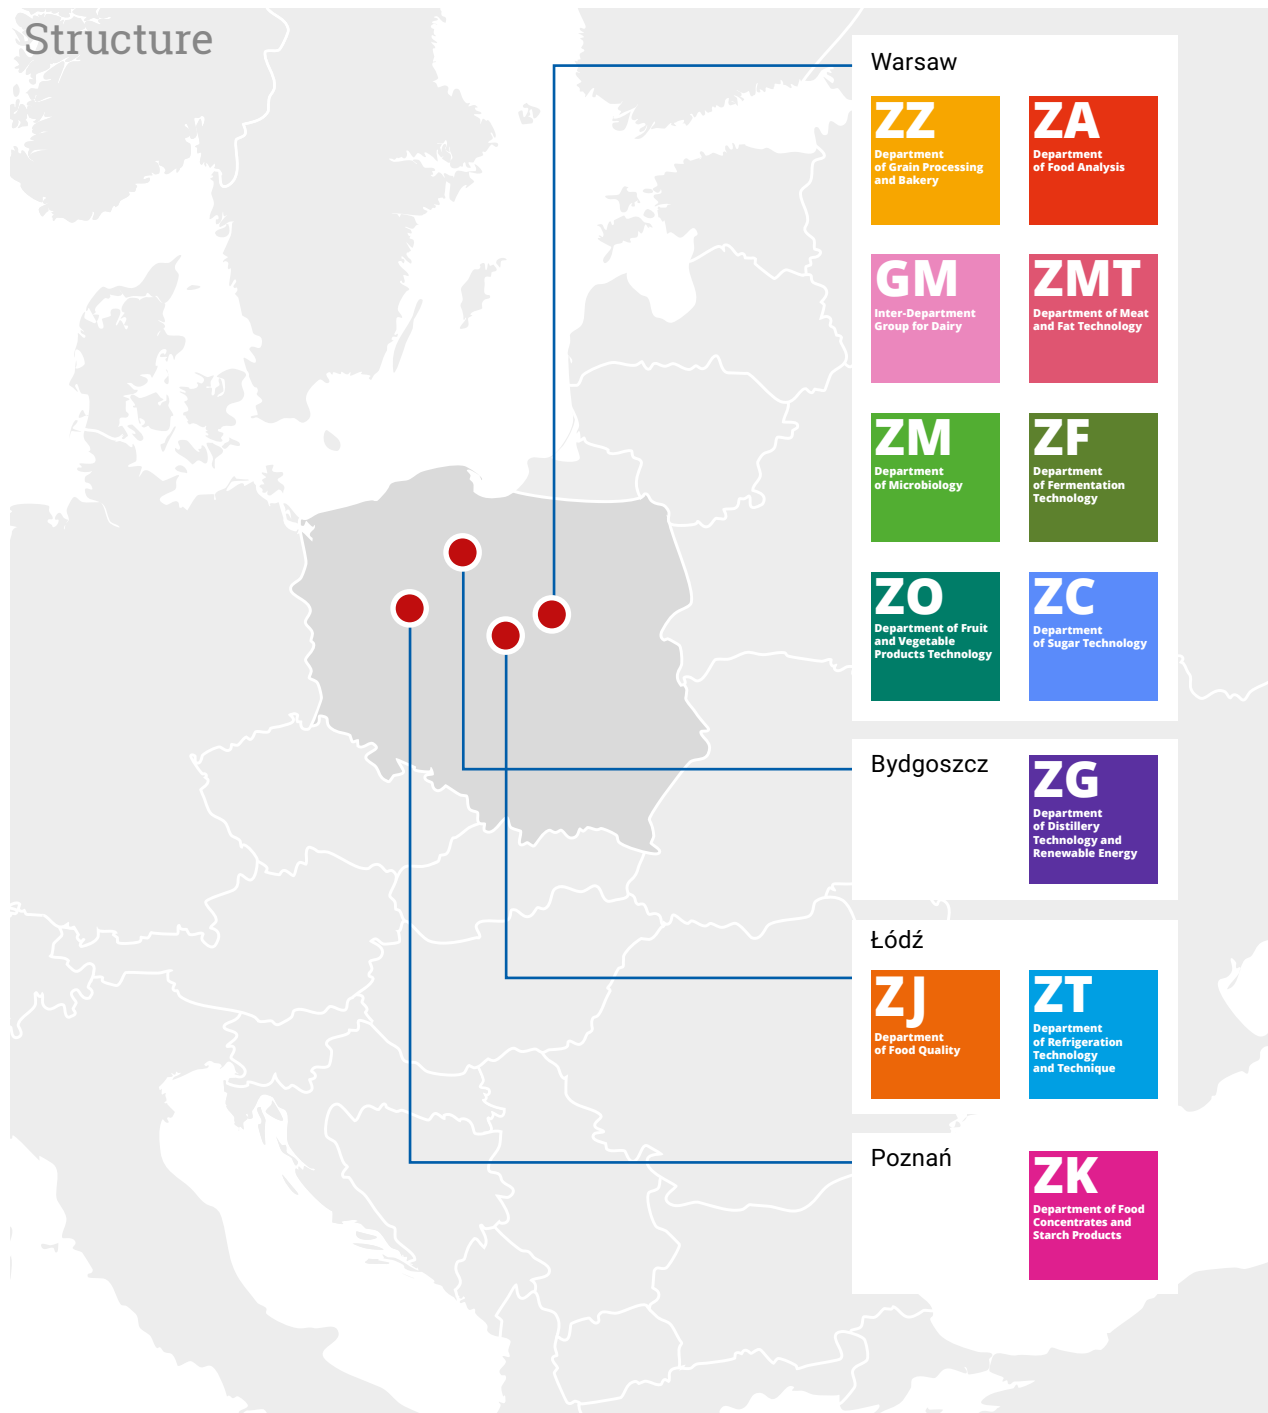 Structure
Warsaw
ZZ
Department
of Grain Processing
and Bakery
ZA
Department
of Food Analysis
GM
Inter-Department
Group for Dairy
ZMT
Department of Meat
and Fat Technology
ZM
Department
of Microbiology
ZF
Department
of Fermentation
Technology
ZO
Department of Fruit
and Vegetable
Products Technology
ZC
Department
of Sugar Technology
Bydgoszcz
ZG
Department
of Distillery
Technology and
Renewable Energy
Łódź
ZJ
Department
of Food Quality
ZT
Department
of Refrigeration
Technology
and Technique
Poznań
ZK
Department of Food
Concentrates and
Starch Products